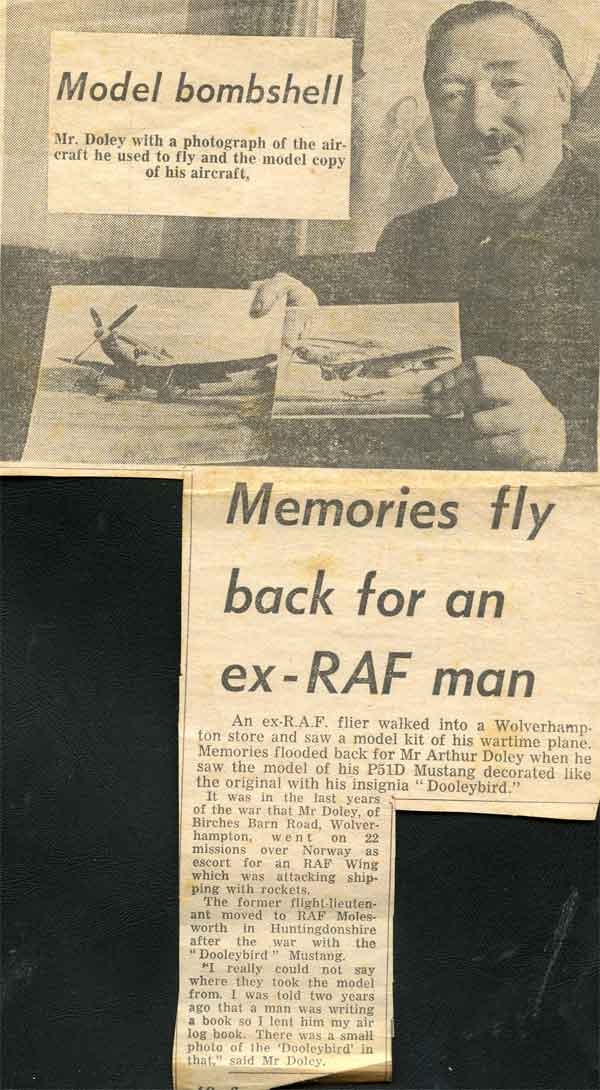 Model bombshell
Mr. Doley with a photograph of the air-
craft he used to fly and the model copy
of his aircraft,
Memories fly
back for an
ex-RAF man
An ex-R.A.F. flier walked into a Wolverhamp-
ton store and saw a model kit of his wartime plane.
Memories flooded back for Mr Arthur Doley when he
saw the model of his P51D Mustang decorated like
the original with his insignia "Dooleybird."
It was in the last years
of the war that Mr Doley, of
Birches Barn Road, Wolver-
hampton, went on 22
missions over Norway as
escort for an RAF Wing
which was attacking ship-
ping with rockets.
The former flight-lieuten-
ant moved to RAF Moles-
worth in Huntingdonshire
after the war with the
"Dooleybird" Mustang.
"I really could not say
where they took the model
from. I was told two years
ago that a man was writing
a book so I lent him my air
log book. There was a small
photo of the 'Dooleybird' in
that," said Mr Doley.